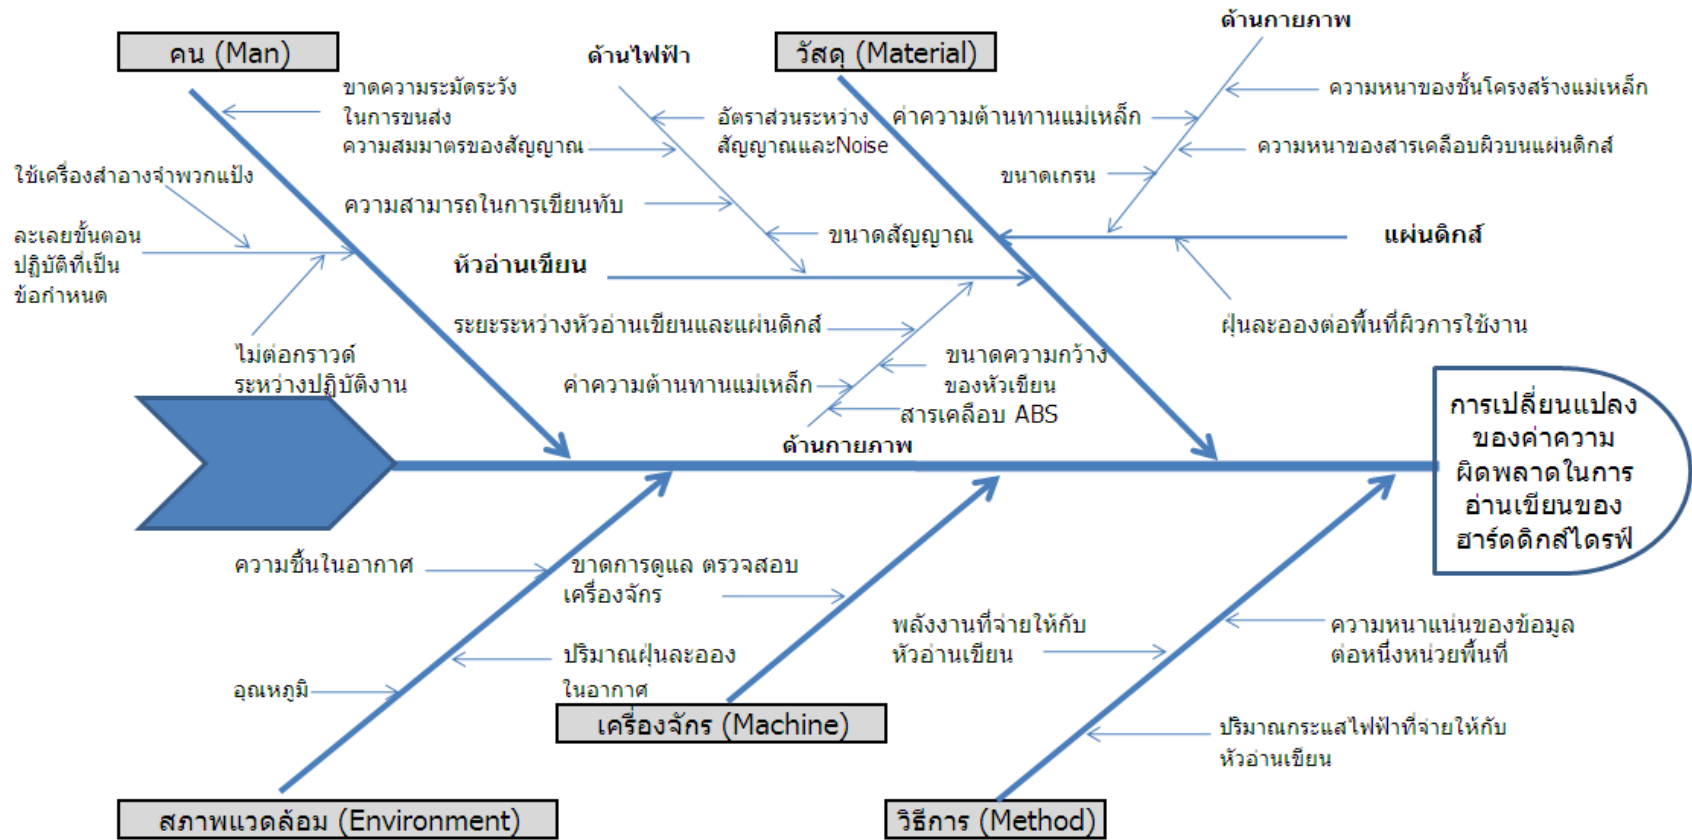 ด้านกายภาพ
คน (Man)
ด้านไฟฟ้า
วัสดุ (Material)
ขาดความระมัดระวัง
ในการขนส่ง
อัตราส่วนระหว่าง
สัญญาณและNoise
ค่าความต้านทานแม่เหล็ก
ความหนาของชั้นโครงสร้างแม่เหล็ก
ความสมมาตรของสัญญาณ
ความหนาของสารเคลือบผิวบนแผ่นดิกส์
ใช้เครื่องสำอางจำพวกแป้ง
ขนาดเกรน
ความสามารถในการเขียนทับ
ละเลยขั้นตอน
ปฏิบัติที่เป็น
ข้อกำหนด
ขนาดสัญญาณ
แผ่นดิกส์
หัวอ่านเขียน
ระยะระหว่างหัวอ่านเขียนและแผ่นดิกส์
ฝุ่นละอองต่อพื้นที่ผิวการใช้งาน
ไม่ต่อกราวด์
ระหว่างปฏิบัติงาน
ขนาดความกว้าง
ของหัวเขียน
ค่าความต้านทานแม่เหล็ก
สารเคลือบ ABS
ด้านกายภาพ
การเปลี่ยนแปลง
ของค่าความ
ผิดพลาดในการ
อ่านเขียนของ
ฮาร์ดดิกส์ไดรฟ์
ความชื้นในอากาศ
ขาดการดูแล ตรวจสอบ
เครื่องจักร
พลังงานที่จ่ายให้กับ
หัวอ่านเขียน
ความหนาแน่นของข้อมูล
ต่อหนึ่งหน่วยพื้นที่
ปริมาณฝุ่นละออง
ในอากาศ
อุณหภูมิ
เครื่องจักร (Machine)
ปริมาณกระแสไฟฟ้าที่จ่ายให้กับ
หัวอ่านเขียน
สภาพแวดล้อม (Environment)
วิธีการ (Method)